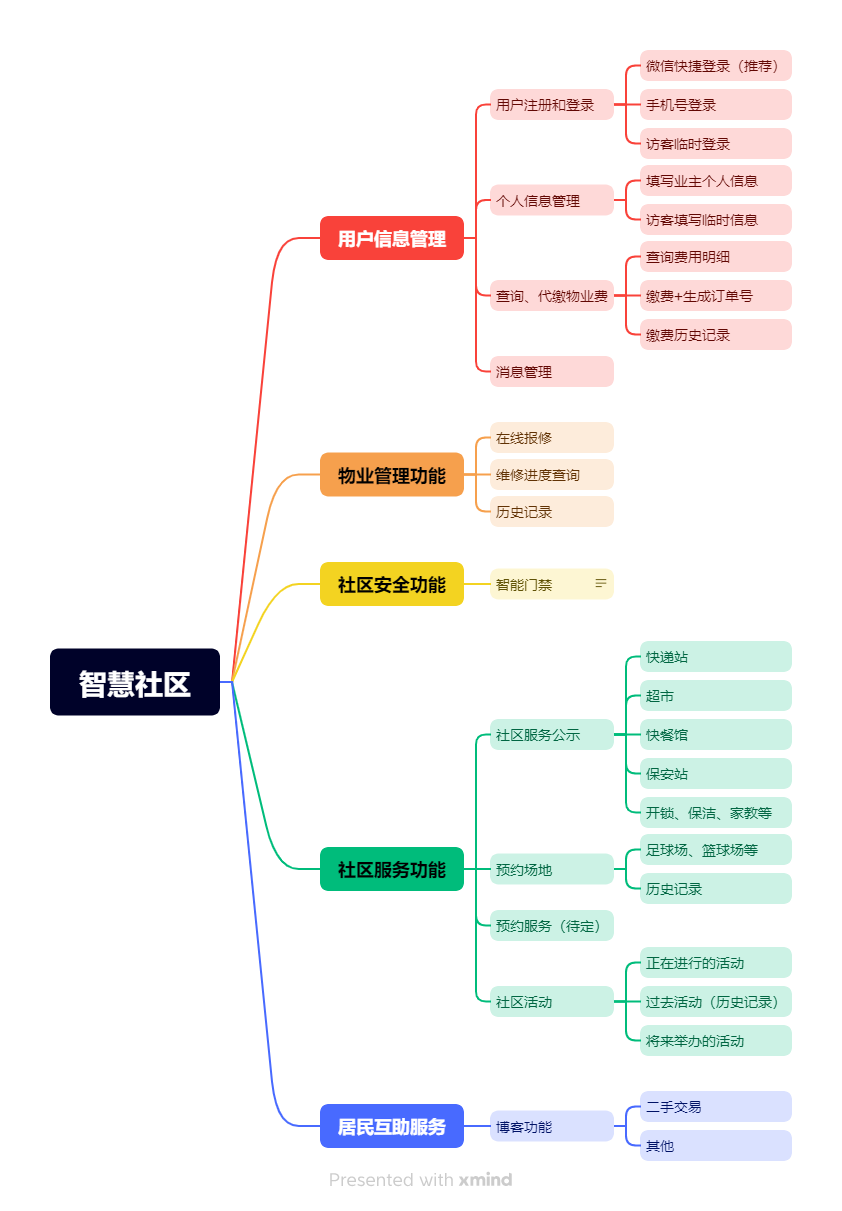 智慧社区
用户信息管理
用户注册和登录
微信快捷登录（推荐）
手机号登录
访客临时登录
个人信息管理
填写业主个人信息
访客填写临时信息
查询、代缴物业费
查询费用明细
缴费+生成订单号
缴费历史记录
消息管理
物业管理功能
在线报修
维修进度查询
历史记录
社区安全功能
智能门禁
社区服务功能
社区服务公示
快递站
超市
快餐馆
保安站
开锁、保洁、家教等
预约场地
足球场、篮球场等
历史记录
预约服务（待定）
社区活动
正在进行的活动
过去活动（历史记录）
将来举办的活动
居民互助服务
博客功能
二手交易
其他
Presented with xmind